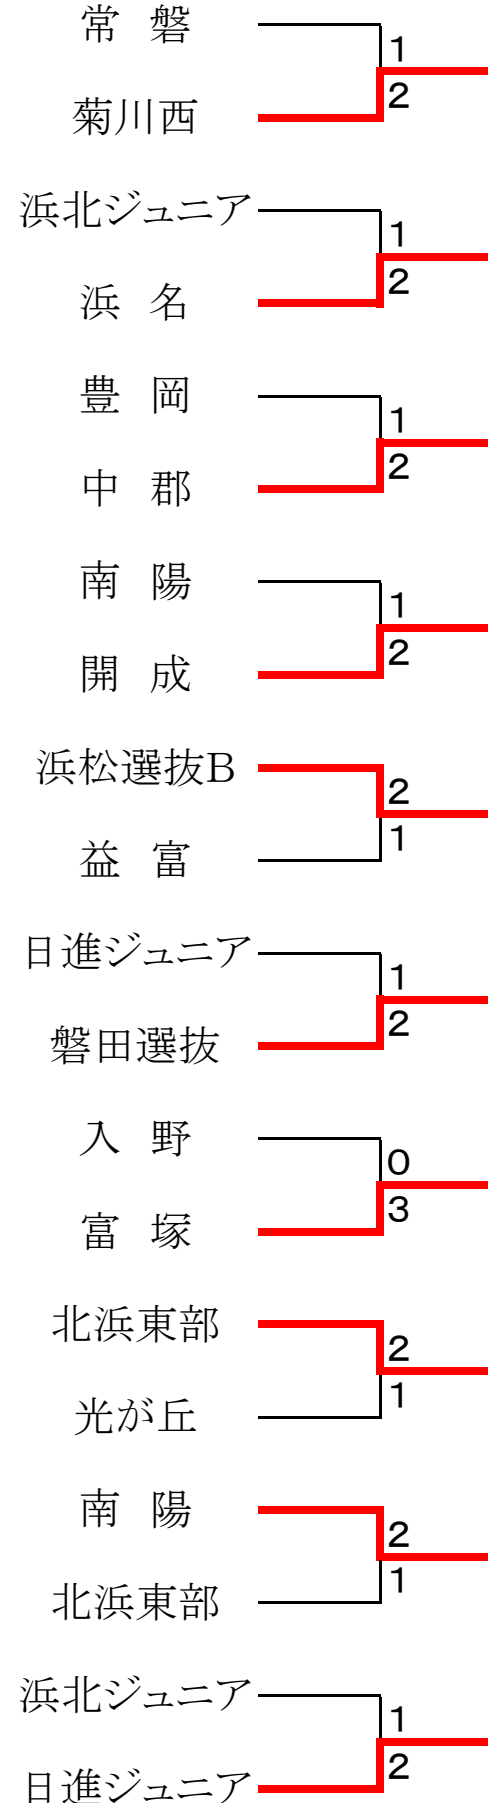 常 磐
1
2
菊川西
浜北ジュニア
1
2
浜 名
豊 岡
1
2
中 郡
南 陽
1
2
開 成
浜松選抜B
2
1
益 富
日進ジュニア
1
2
磐田選抜
入 野
0
3
富 塚
北浜東部
2
1
光が丘
南 陽
2
1
北浜東部
浜北ジュニア
1
2
日進ジュニア